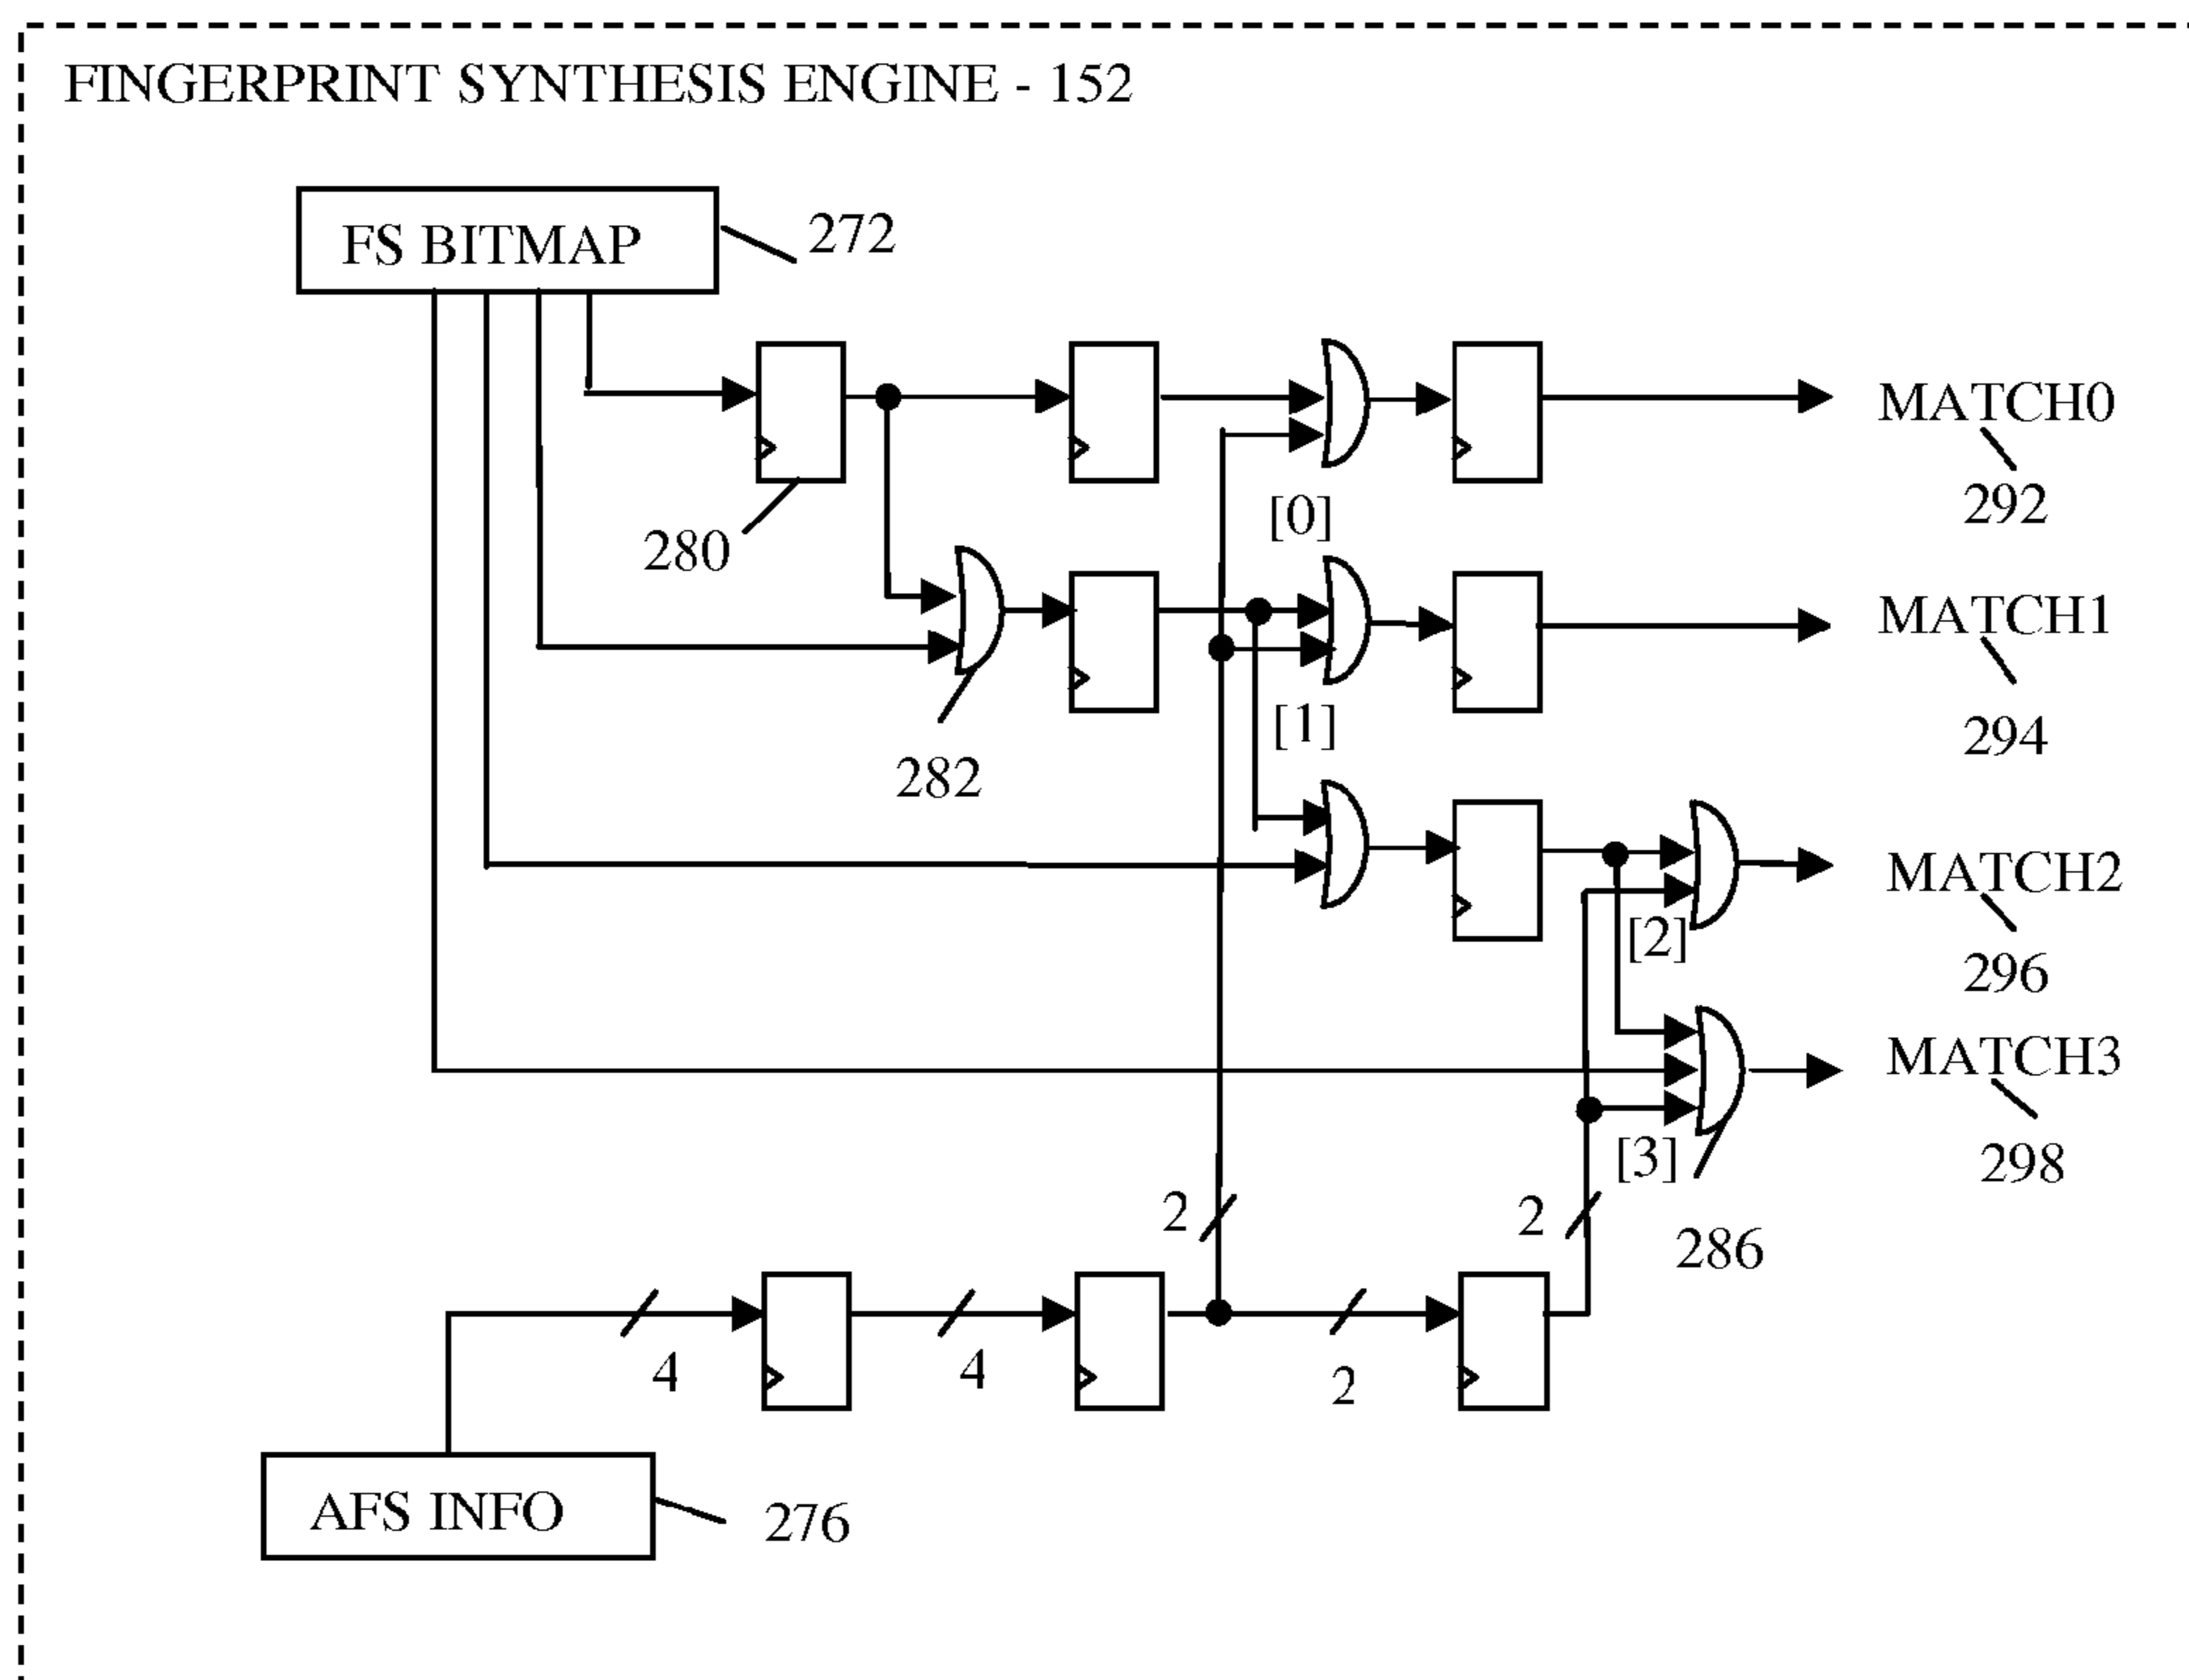 FINGERPRINT SYNTHESIS ENGINE - 152
FS BITMAP
272
MATCH0
292
[0]
280
MATCH1
294
[1]
282
MATCH2
[2]
296
MATCH3
[3]
298
2
2
286
4
4
2
AFS INFO
276